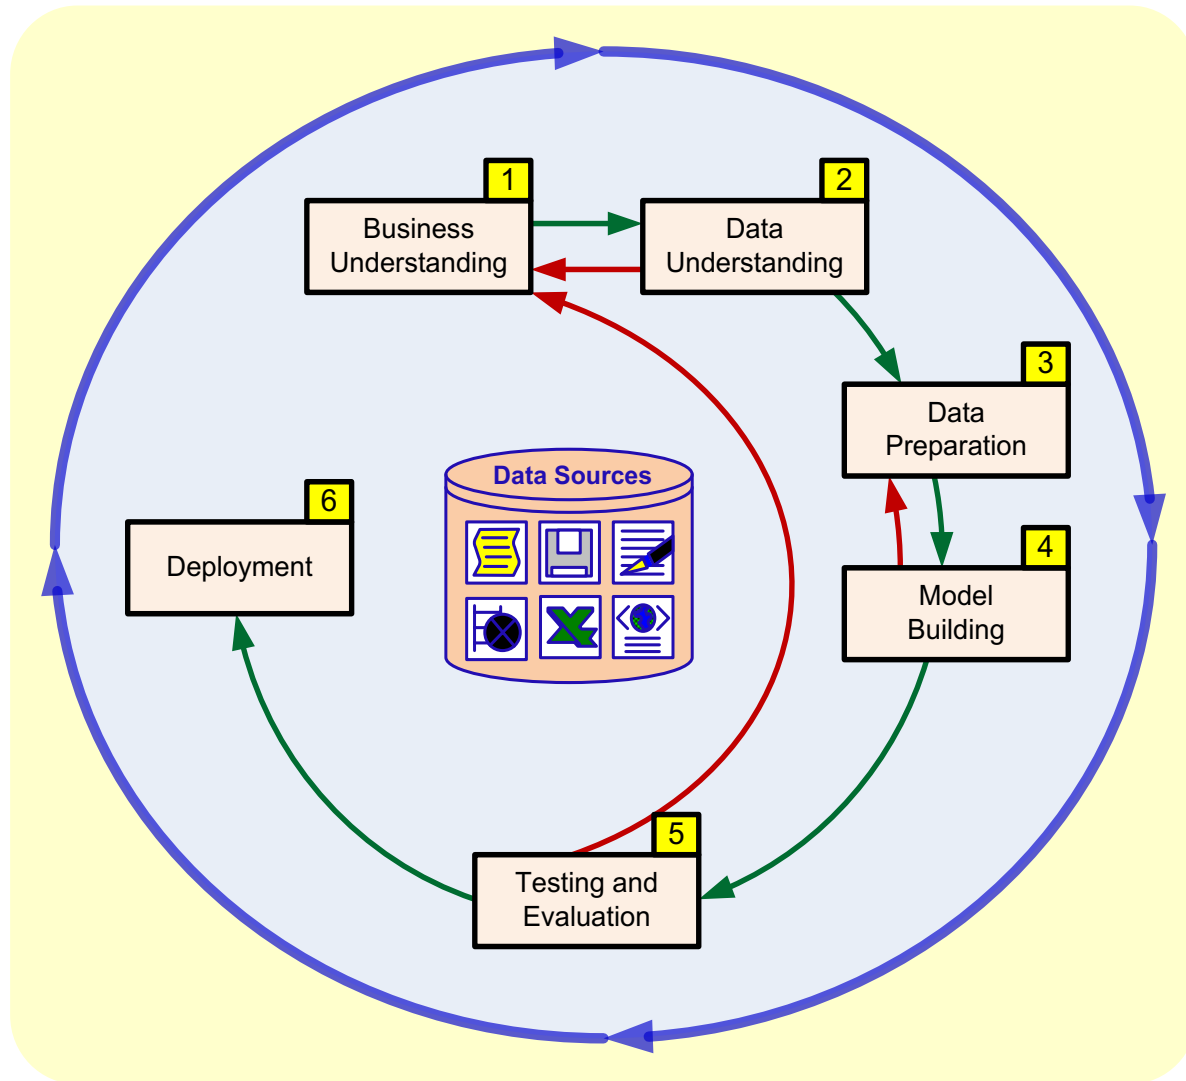 1
Business
Understanding
2
Data
Understanding
3
Data
Preparation
4
Model
Building
5
Testing and
Evaluation
6
Deployment
Data Sources